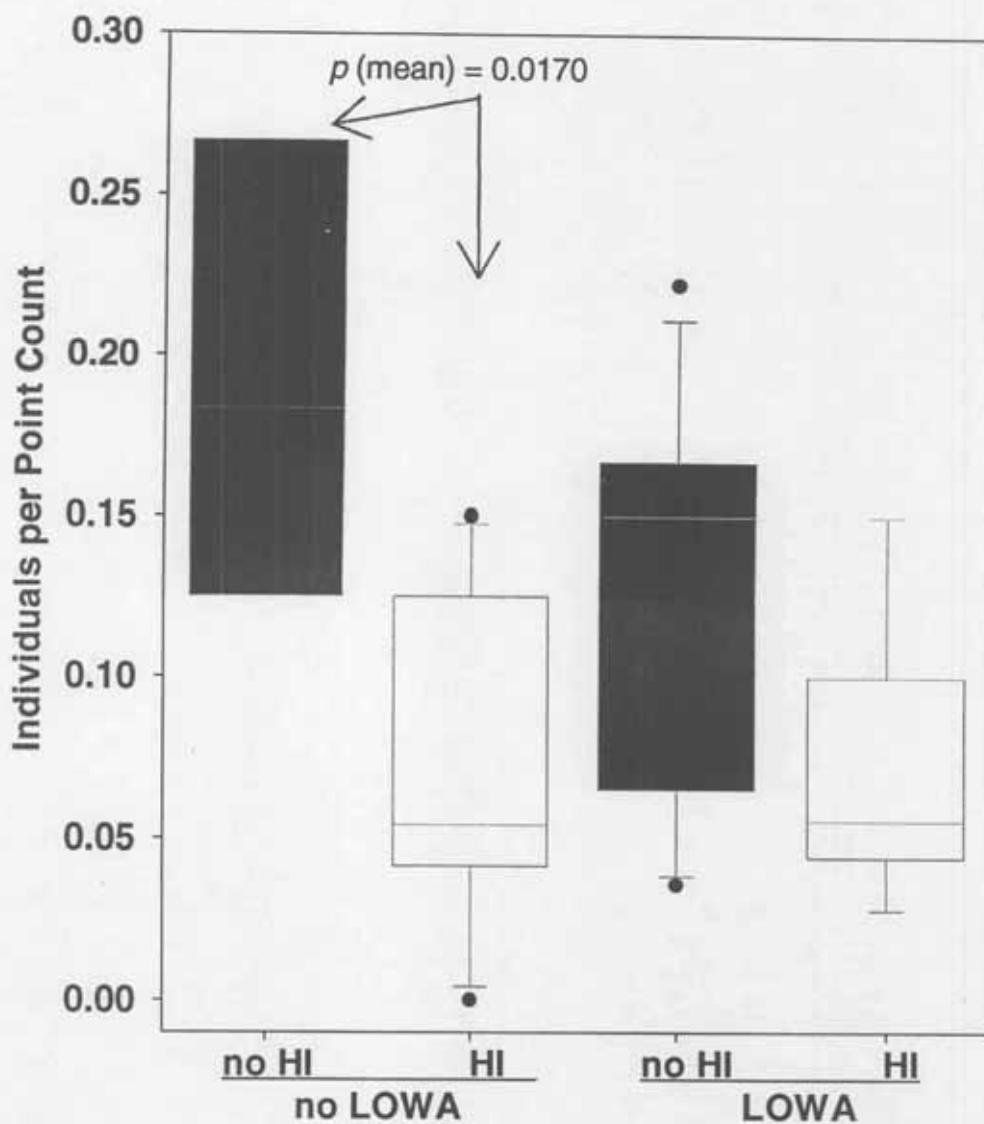 0.30
p (mean) = 0.0170
0.25
0.20
0.15
0.10
0.05
0.00
Individuals per Point Count
no HI HI no HI HI
no LOWA LOWA